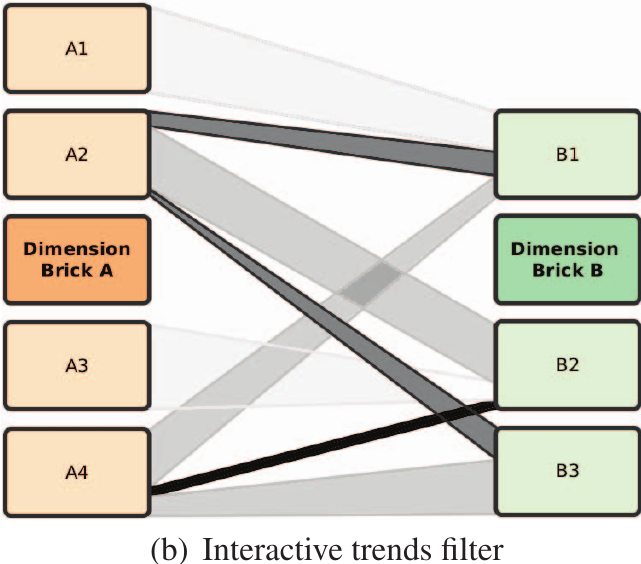 A1
A2
Dimension
Brick A
A3
A4
B1
Dimension
Brick B
B2
B3
(b) Interactive trends filter